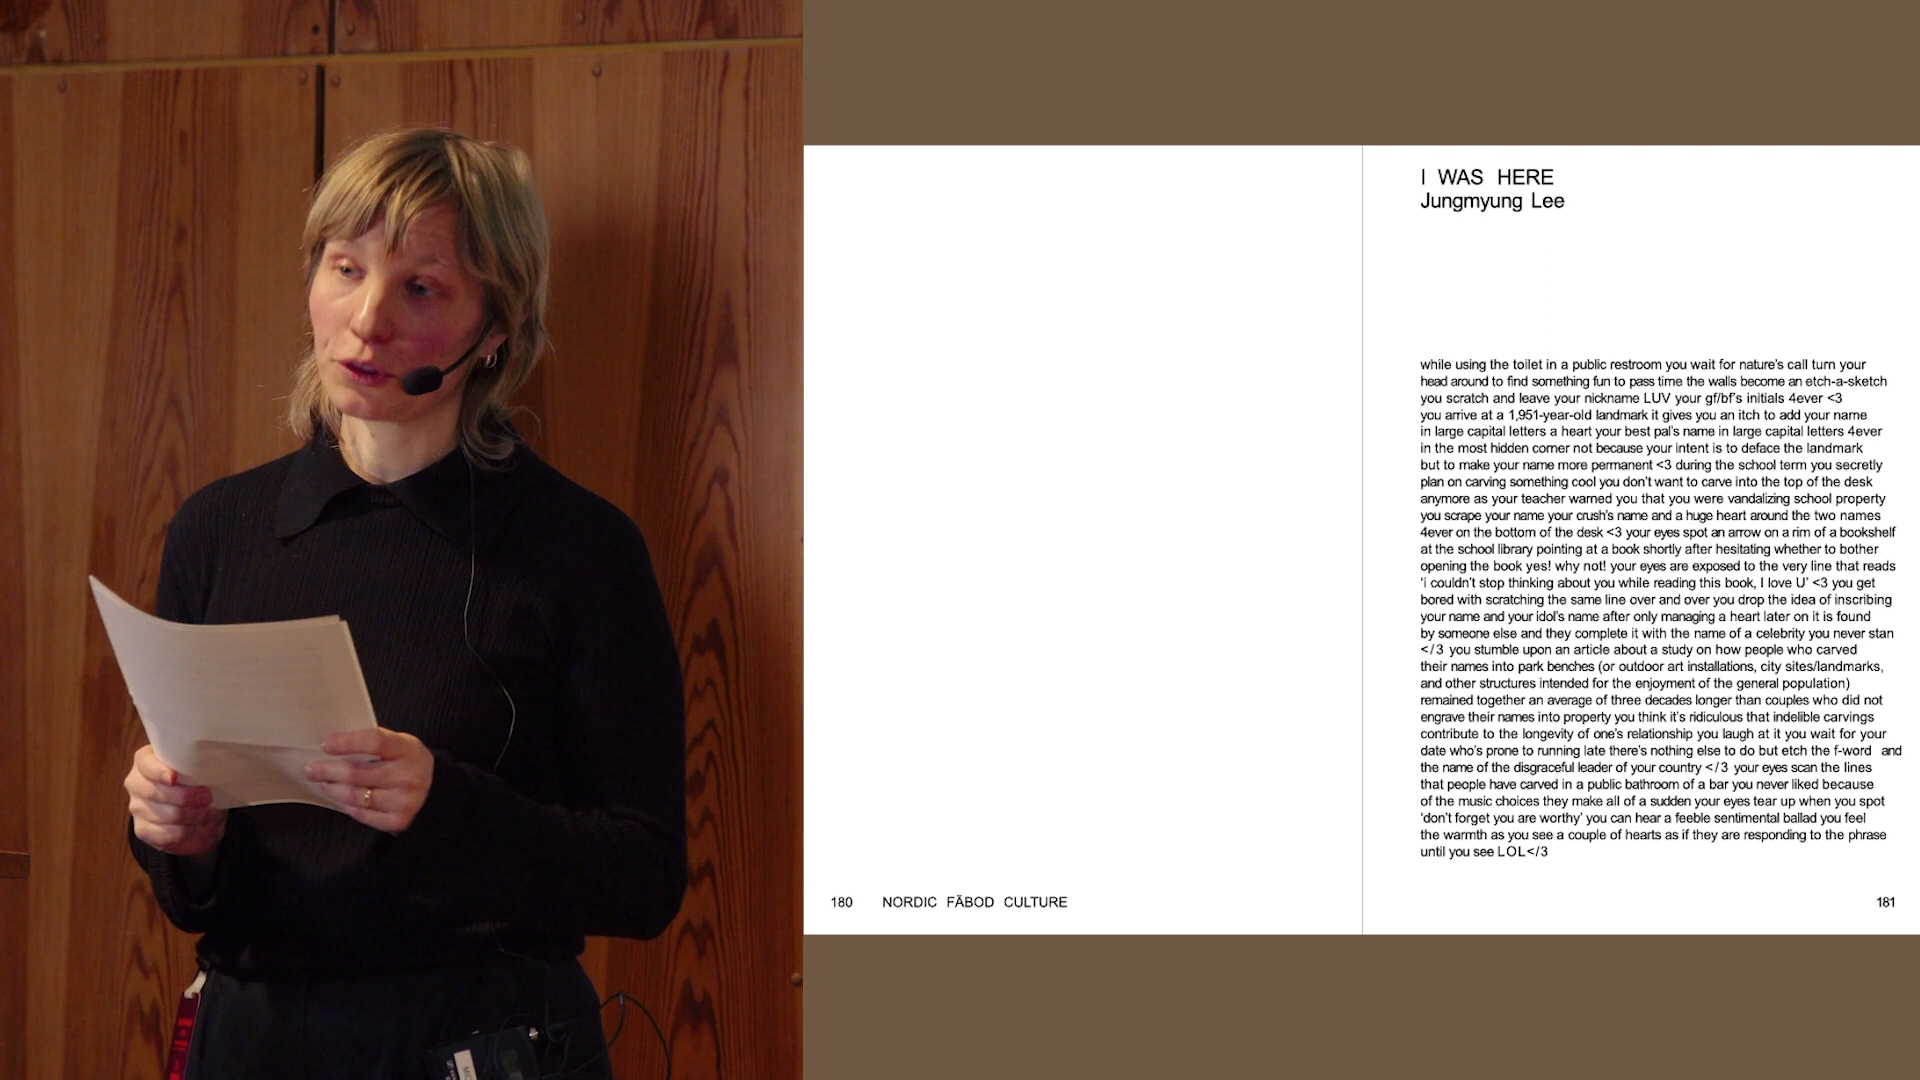 I WAS HERE
Jungmyung Lee
while using the toilet in a public restroom you wait for nature's call turn your
head around to find something fun to pass time the walls become an etch-a-sketch
you scratch and leave your nickname LUV your gf/bf's initials 4ever <3
you arrive at a 1,951-year-old landmark it gives you an itch to add your name
in large capital letters a heart your best pal's name in large capital letters 4ever
in the most hidden corner not because your intent is to deface the landmark
but to make your name more permanent <3 during the school term you secretly
plan on carving something cool you don't want to carve into the top of the desk
anymore as your teacher warned you that you were vandalizing school property
you scrape your name your crush's name and a huge heart around the two names
4ever on the bottom of the desk <3 your eyes spot an arrow on a rim of a bookshelf
at the school library pointing at a book shortly after hesitating whether to bother
opening the book yes! why not! your eyes are exposed to the very line that reads
'i couldn't stop thinking about you while reading this book, I love U' <3 you get
bored with scratching the same line over and over you drop the idea of inscribing
your name and your idol's name after only managing a heart later on it is found
by someone else and they complete it with the name of a celebrity you never stan
</3 you stumble upon an article about a study on how people who carved
their names into park benches (or outdoor art installations, city sites/landmarks,
and other structures intended for the enjoyment of the general population)
remained together an average of three decades longer than couples who did not
engrave their names into property you think it's ridiculous that indelible carvings
contribute to the longevity of one's relationship you laugh at it you wait for your
date who's prone to running late there's nothing else to do but etch the f-word and
the name of the disgraceful leader of your country </3 your eyes scan the lines
that people have carved in a public bathroom of a bar you never liked because
of the music choices they make all of a sudden your eyes tear up when you spot
'don't forget you are worthy' you can hear a feeble sentimental ballad you feel
the warmth as you see a couple of hearts as if they are responding to the phrase
until you see LOL</3
180 NORDIC FÄBOD CULTURE
181